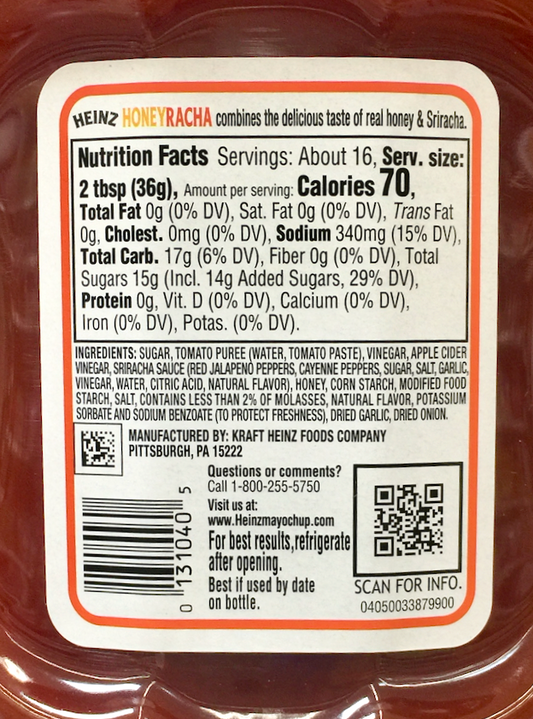 HEINZ HONEYRACHA combines the delicious taste of real honey & Sriracha.
Nutrition Facts Servings: About 16, Serv. size:
2 tbsp (36g), Amount per serving: Calories 70,
Total Fat 0g (0% DV), Sat. Fat 0g (0% DV), Trans Fat
0g, Cholest. 0mg (0% DV), Sodium 340mg (15% DV),
Total Carb. 17g (6% DV), Fiber 0g (0% DV), Total
Sugars 15g (Incl. 14g Added Sugars, 29% DV),
Protein 0g, Vit. D (0% DV), Calcium (0% DV),
Iron (0% DV), Potas. (0% DV).
INGREDIENTS: SUGAR, TOMATO PUREE (WATER, TOMATO PASTE), VINEGAR, APPLE CIDER
VINEGAR, SRIRACHA SAUCE (RED JALAPENO PEPPERS, CAYENNE PEPPERS, SUGAR, SALT, GARLIC,
VINEGAR, WATER, CITRIC ACID, NATURAL FLAVOR), HONEY, CORN STARCH, MODIFIED FOOD
STARCH, SALT, CONTAINS LESS THAN 2% OF MOLASSES, NATURAL FLAVOR, POTASSIUM
SORBATE AND SODIUM BENZOATE (TO PROTECT FRESHNESS), DRIED GARLIC, DRIED ONION.
MANUFACTURED BY: KRAFT HEINZ FOODS COMPANY
PITTSBURGH, PA 15222
Questions or comments?
Call 1-800-255-5750
Visit us at:
www.Heinzmayochup.com
For best results,refrigerate
after opening.
Best if used by date
on bottle.
0 131040 5
SCAN FOR INFO.
04050033879900